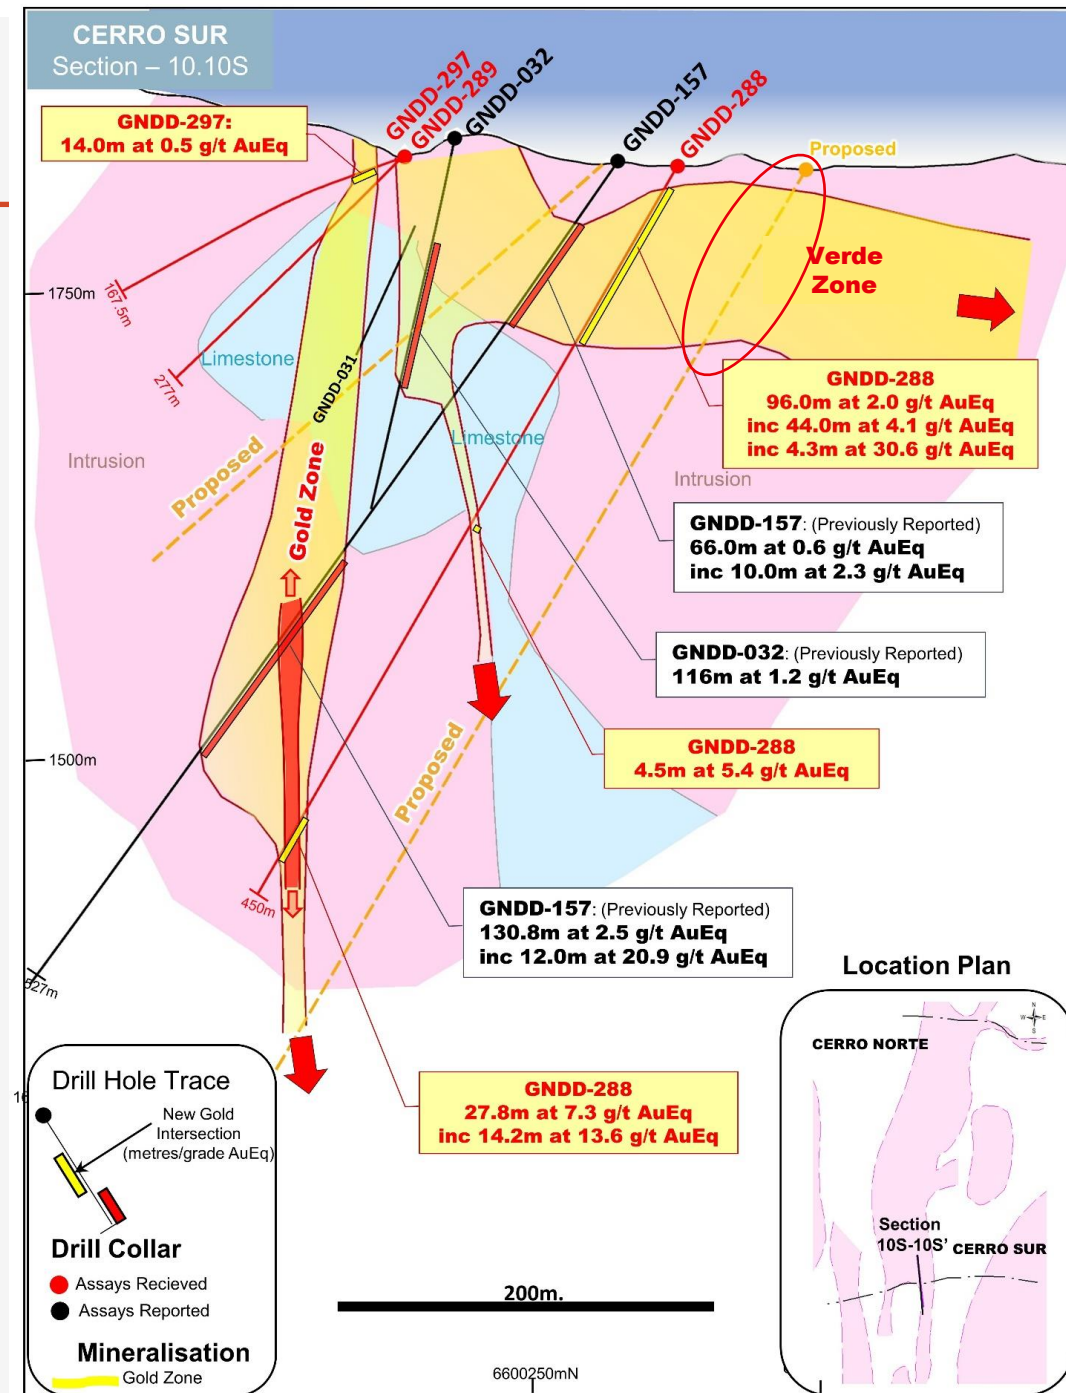 CERRO SUR
Section – 10.10S
GNDD-297
GNDD-289
GNDD-032
GNDD-157
GNDD-288
Proposed
GNDD-297:
14.0m at 0.5 g/t AuEq
Verde
Zone
1750m
167.5m
277m
Limestone
GNDD-031
Limestone
Intrusion
Intrusion
Proposed
Gold Zone
GNDD-288
96.0m at 2.0 g/t AuEq
inc 44.0m at 4.1 g/t AuEq
inc 4.3m at 30.6 g/t AuEq
GNDD-157: (Previously Reported)
66.0m at 0.6 g/t AuEq
inc 10.0m at 2.3 g/t AuEq
GNDD-032: (Previously Reported)
116m at 1.2 g/t AuEq
1500m
Proposed
GNDD-288
4.5m at 5.4 g/t AuEq
450m
527m
GNDD-157: (Previously Reported)
130.8m at 2.5 g/t AuEq
inc 12.0m at 20.9 g/t AuEq
GNDD-288
27.8m at 7.3 g/t AuEq
inc 14.2m at 13.6 g/t AuEq
Drill Hole Trace
New Gold
Intersection
(metres/grade AuEq)
Drill Collar
Assays Recieved
Assays Reported
Mineralisation
Gold Zone
200m.
6600250mN
Location Plan
N
W E
S
CERRO NORTE
Section
10S-10S'
CERRO SUR